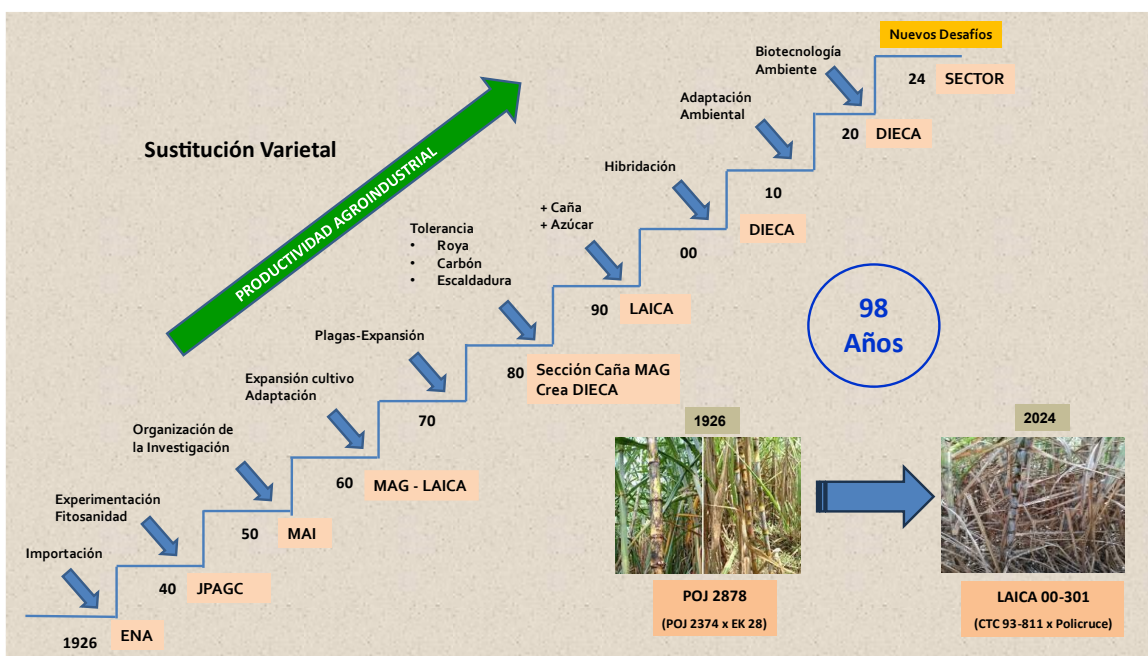 Nuevos Desafíos
Biotecnología
Ambiente
24 SECTOR
Adaptación
Ambiental
20 DIECA
Sustitución Varietal
PRODUCTIVIDAD AGROINDUSTRIAL
Hibridación
10
DIECA
+ Caña
+ Azúcar
00
Tolerancia
• Roya
• Carbón
• Escaldadura
90 LAICA
98
Años
Plagas-Expansión
80 Sección Caña MAG
Crea DIECA
Expansión cultivo
Adaptación
70
Organización de
la Investigación
60 MAG - LAICA
Experimentación
Fitosanidad
50 MAI
Importación
40 JPAGC
1926 ENA
1926
POJ 2878
(POJ 2374 x EK 28)
2024
LAICA 00-301
(CTC 93-811 x Policruce)